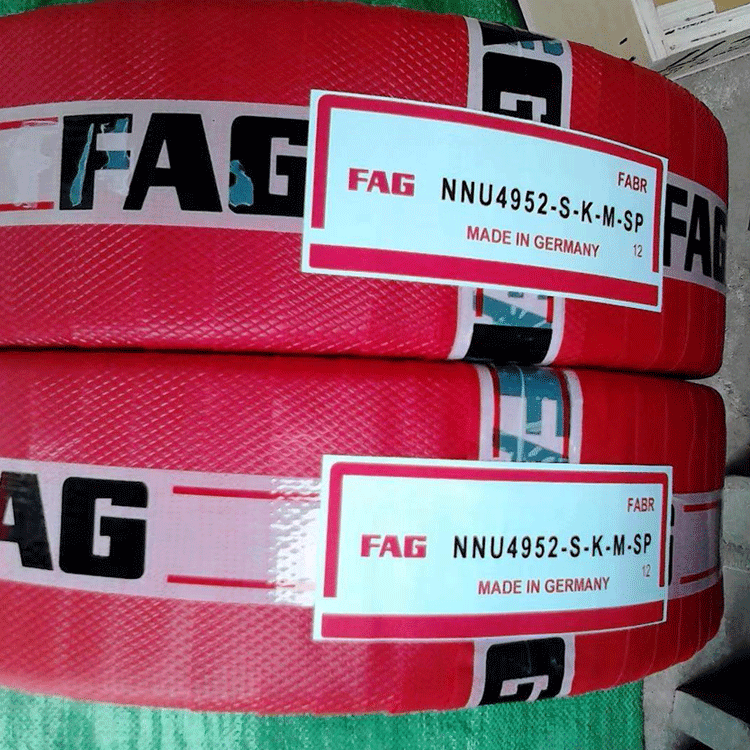 FAG
FAG
FABR
FAG NNU4952-S-K-M-SP
MADE IN GERMANY 12
FAG
FABR
FAG NNU4952-S-K-M-SP
12
MADE IN GERMANY